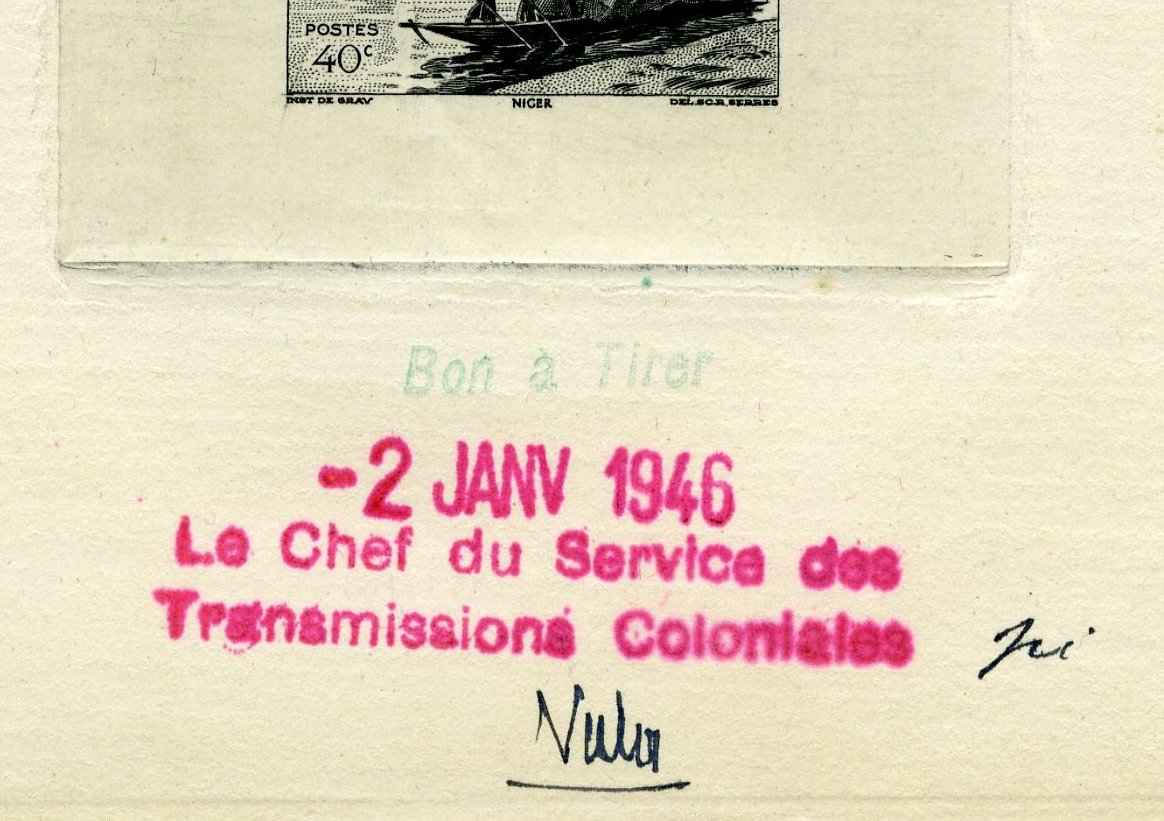 POSTES
40c
INST DE GRAV NIGER DEL. SC. R. SERRES
Bon à Tirer
-2 JANV 1946
Le Chef du Service des
Transmissions Coloniales